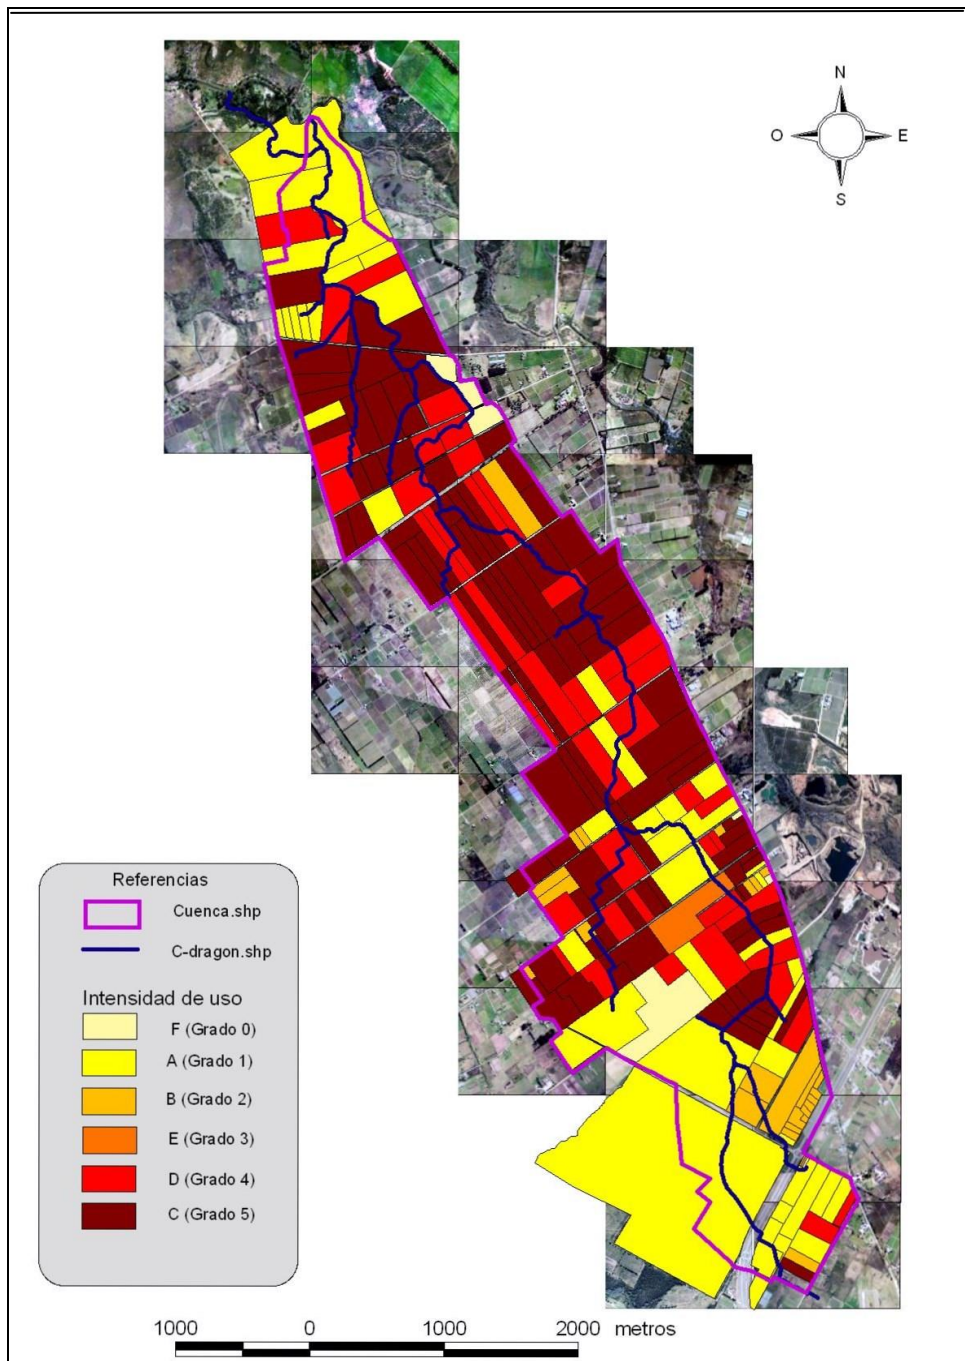 N
O E
S
Referencias
Cuenca.shp
C-dragon.shp
Intensidad de uso
F (Grado 0)
A (Grado 1)
B (Grado 2)
E (Grado 3)
D (Grado 4)
C (Grado 5)
1000 0 1000 2000 metros